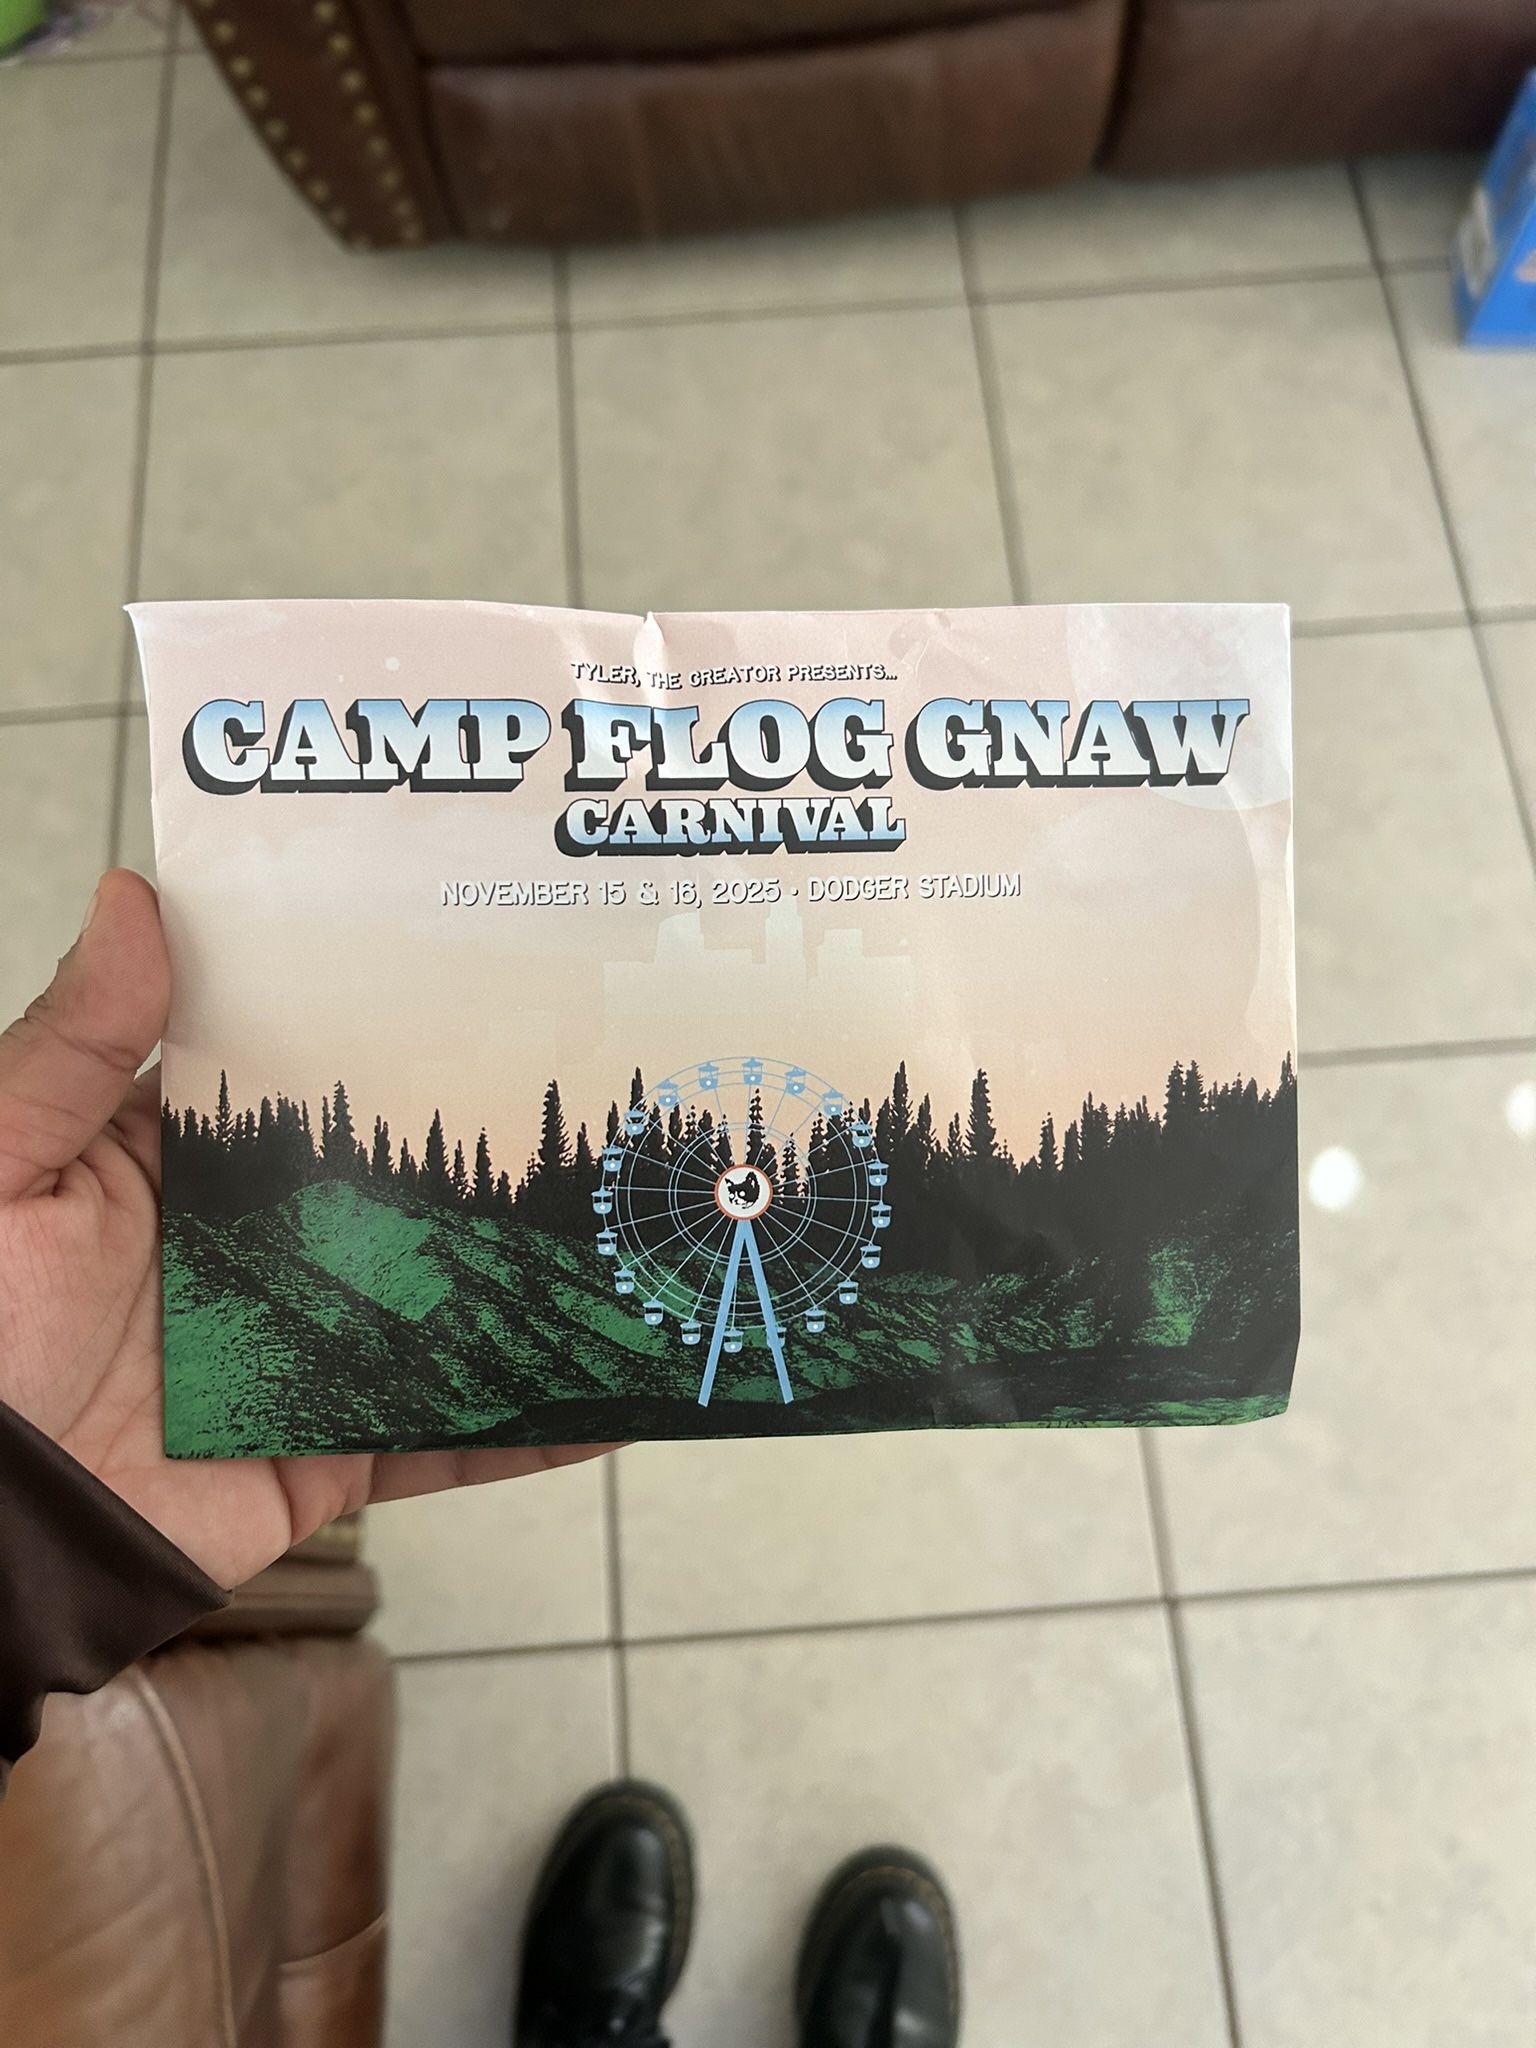 TYLER, THE CREATOR PRESENTS...
CAMP FLOG GNAW
CARNIVAL
NOVEMBER 15 & 16, 2025 • DODGER STADIUM